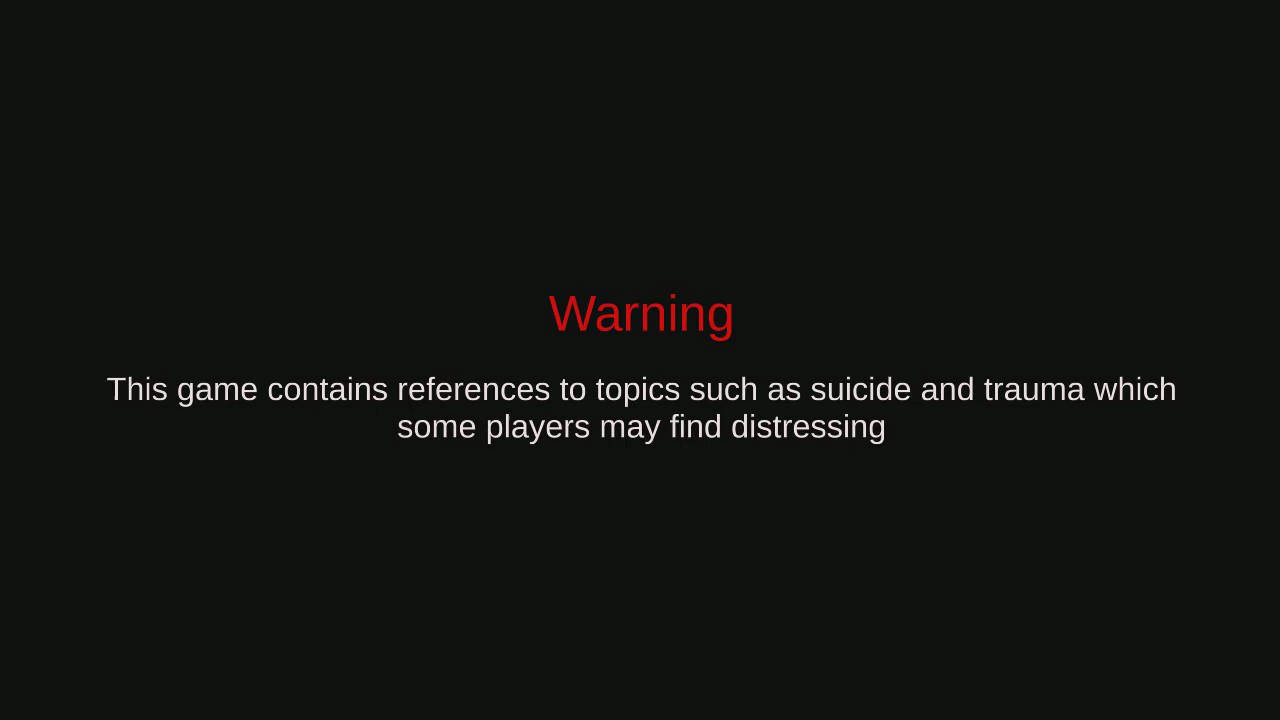 Warning
This game contains references to topics such as suicide and trauma which
some players may find distressing